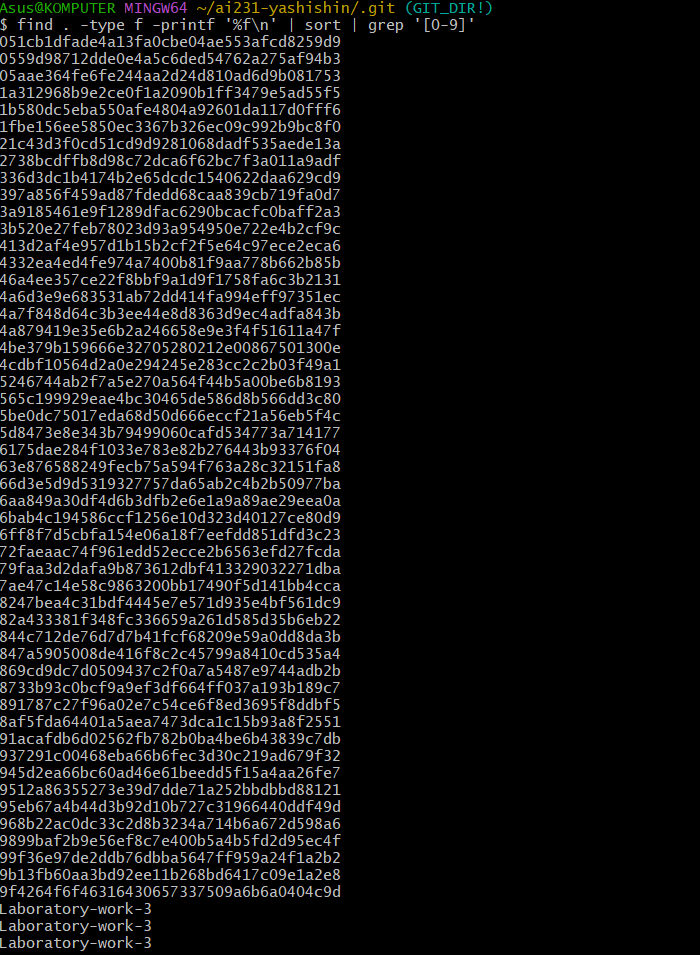 Asus@KOMPUTER MINGW64 ~/ai231-yashishin/.git (GIT_DIR!)
$ find . -type f -printf '%f\n' | sort | grep '[0-9]'
051cb1dfade4a13fa0cbe04ae553afcd8259d9
0559d98712dde0e4a5c6ded54762a275af94b3
05aae364fe6fe244aa2d24d810ad6d9b081753
1a312968b9e2ce0f1a2090b1ff3479e5ad55f5
1b580dc5eba550afe4804a92601da117d0fff6
1fbe156ee5850ec3367b326ec09c992b9bc8f0
21c43d3f0cd51cd9d9281068dadf535aede13a
2738bcdffb8d98c72dca6f62bc7f3a011a9adf
336d3dc1b4174b2e65dcdc1540622daa629cd9
397a856f459ad87fdedd68caa839cb719fa0d7
3a9185461e9f1289dfac6290bcacfc0baff2a3
3b520e27feb78023d93a954950e722e4b2cf9c
413d2af4e957d1b15b2cf2f5e64c97ece2eca6
4332ea4ed4fe974a7400b81f9aa778b662b85b
46a4ee357ce22f8bbf9a1d9f1758fa6c3b2131
4a6d3e9e683531ab72dd414fa994eff97351ec
4a7f848d64c3b3ee44e8d8363d9ec4adfa843b
4a879419e35e6b2a246658e9e3f4f51611a47f
4be379b159666e32705280212e00867501300e
4cdbf10564d2a0e294245e283cc2c2b03f49a1
5246744ab2f7a5e270a564f44b5a00be6b8193
565c199929eae4bc30465de586d8b566dd3c80
5be0dc75017eda68d50d666eccf21a56eb5f4c
5d8473e8e343b79499060cafd534773a714177
6175dae284f1033e783e82b276443b93376f04
63e876588249fecb75a594f763a28c32151fa8
66d3e5d9d5319327757da65ab2c4b2b50977ba
6aa849a30df4d6b3dfb2e6e1a9a89ae29eea0a
6bab4c194586ccf1256e10d323d40127ce80d9
6ff8f7d5cbfa154e06a18f7eefdd851dfd3c23
72faeaac74f961edd52ecce2b6563efd27fcda
79faa3d2dafa9b873612dbf413329032271dba
7ae47c14e58c9863200bb17490f5d141bb4cca
8247bea4c31bdf4445e7e571d935e4bf561dc9
82a433381f348fc336659a261d585d35b6eb22
844c712de76d7d7b41fcf68209e59a0dd8da3b
847a5905008de416f8c2c45799a8410cd535a4
869cd9dc7d0509437c2f0a7a5487e9744adb2b
8733b93c0bcf9a9ef3df664ff037a193b189c7
891787c27f96a02e7c54ce6f8ed3695f8ddbf5
8af5fda64401a5aea7473dca1c15b93a8f2551
91acafdb6d02562fb782b0ba4be6b43839c7db
937291c00468eba66b6fec3d30c219ad679f32
945d2ea66bc60ad46e61beedd5f15a4aa26fe7
9512a86355273e39d7dde71a252bbdbbd88121
95eb67a4b44d3b92d10b727c31966440ddf49d
968b22ac0dc33c2d8b3234a714b6a672d598a6
9899baf2b9e56ef8c7e400b5a4b5fd2d95ec4f
99f36e97de2ddb76dbba5647ff959a24f1a2b2
9b13fb60aa3bd92ee11b268bd6417c09e1a2e8
9f4264f6f46316430657337509a6b6a0404c9d
Laboratory-work-3
Laboratory-work-3
Laboratory-work-3